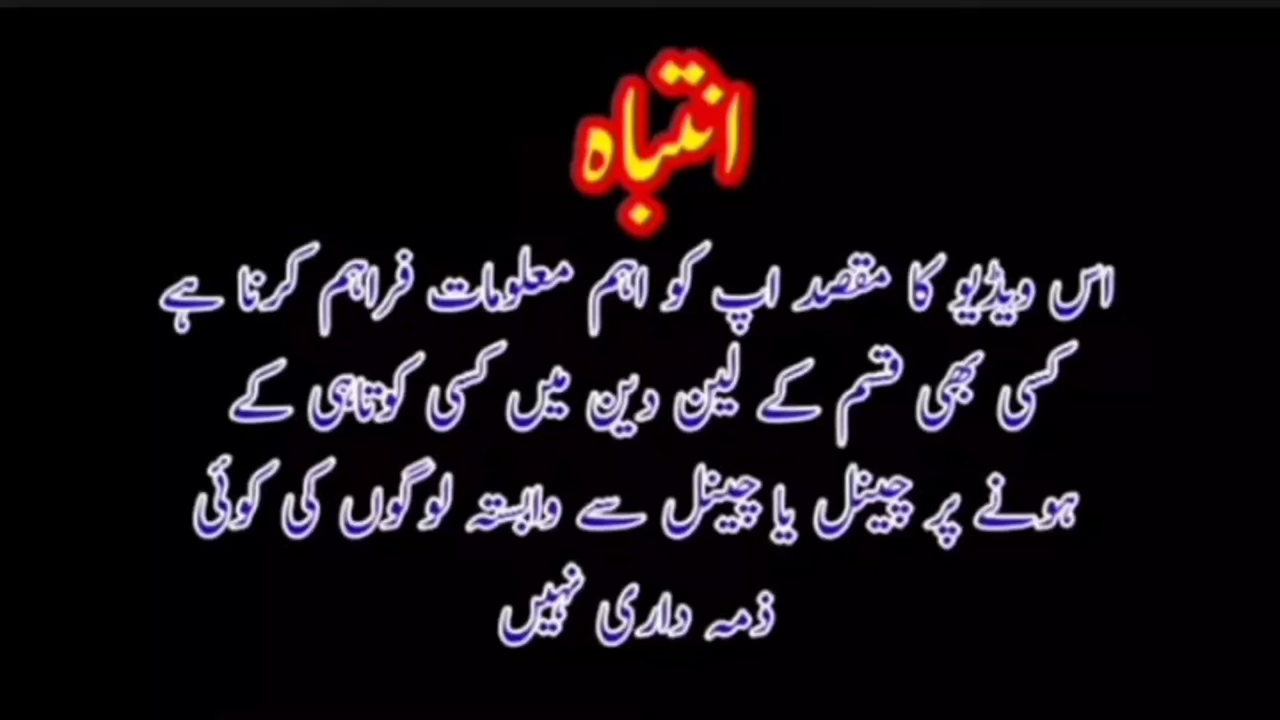 انتباہ
اس ویڈیو کا مقصد اپ کو اہم معلومات فراہم کرنا ہے
کسی بھی قسم کے لین دین میں کسی کوتاہی کے
ہونے پر چینل یا چینل سے وابستہ لوگوں کی کوئی
ذمہ داری نہیں